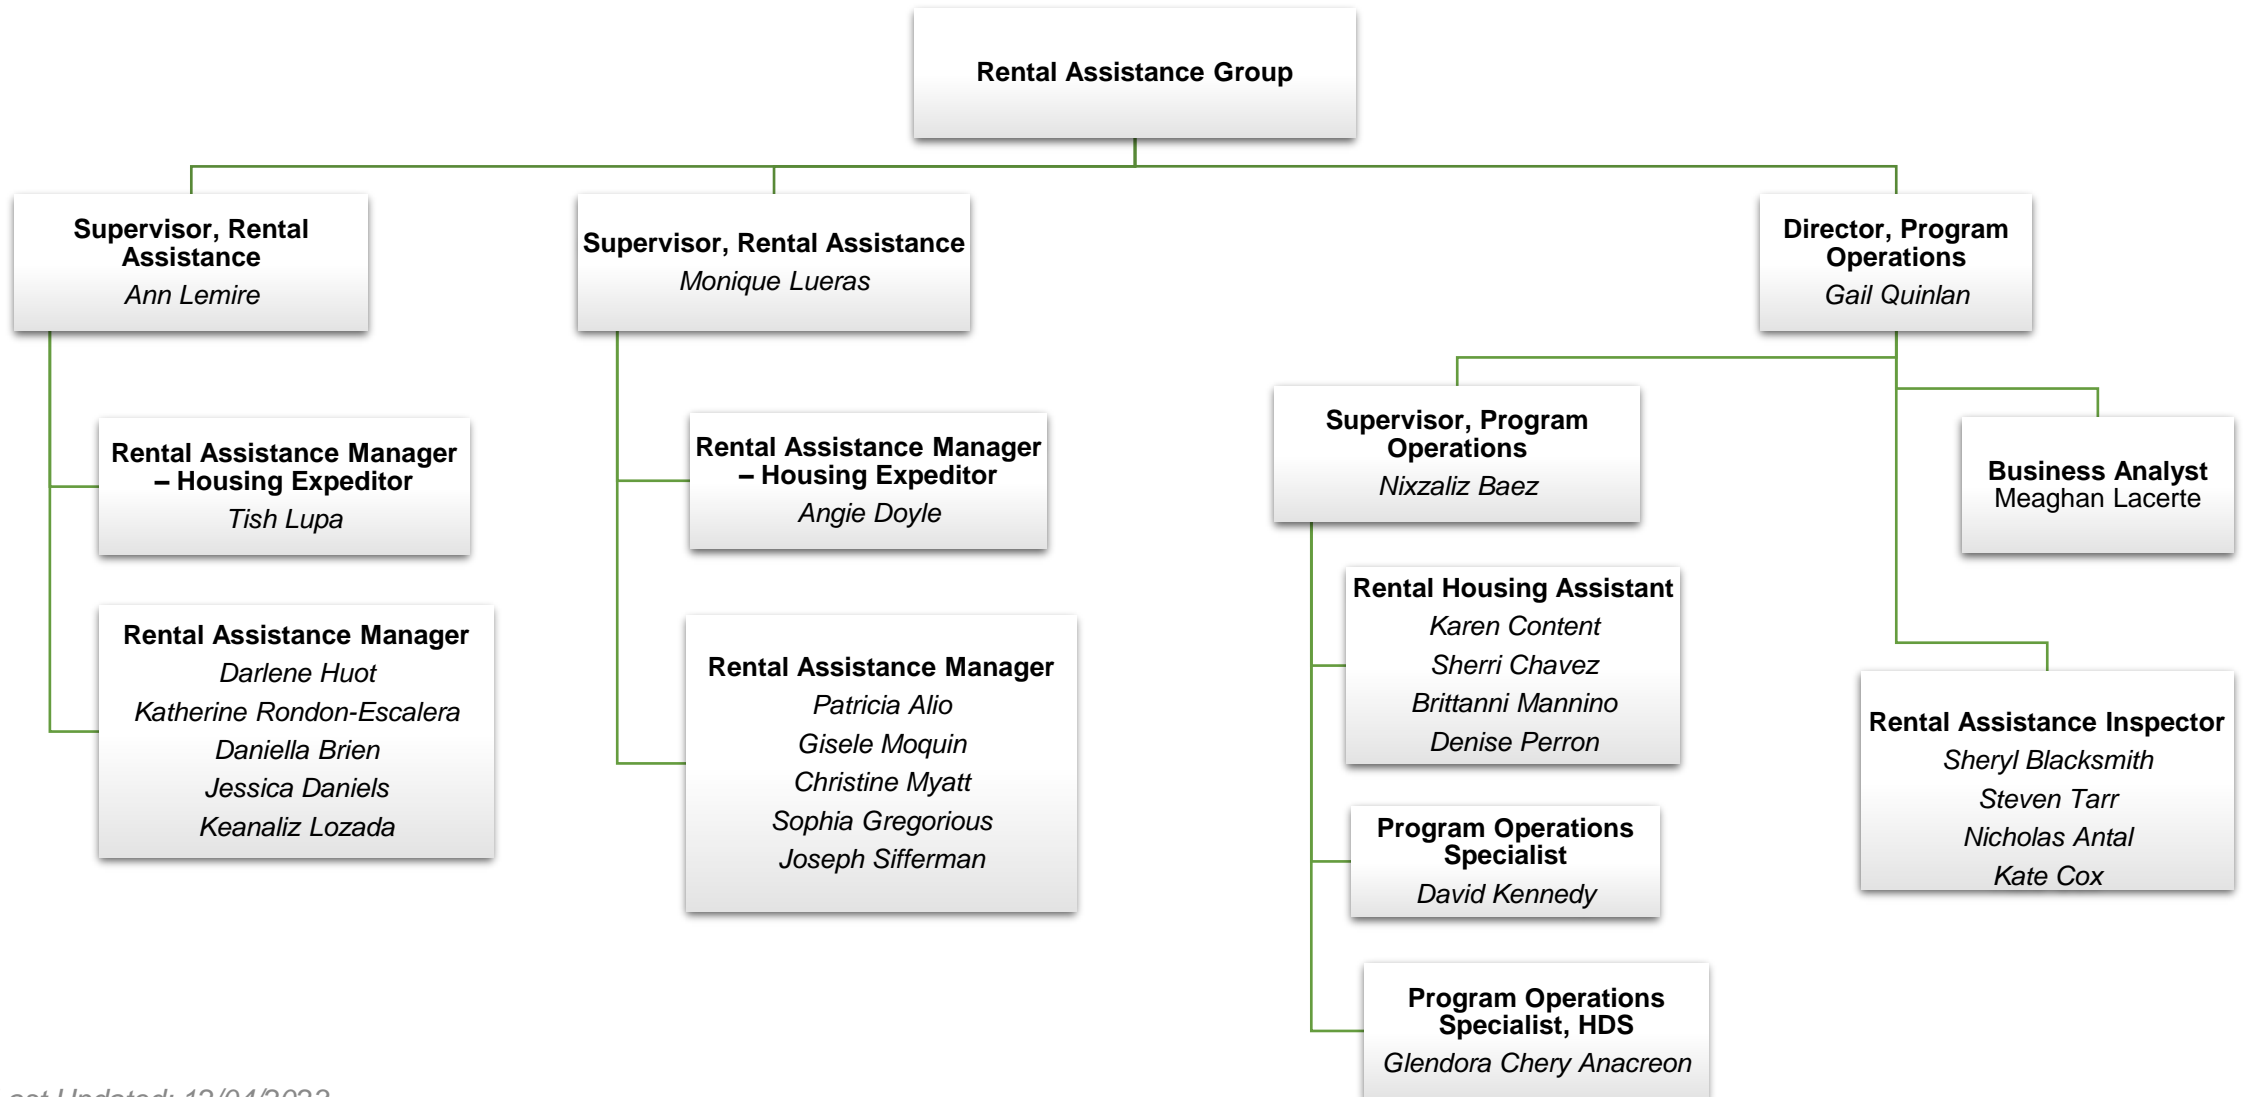 Rental Assistance Group
Supervisor, Rental
Assistance
Ann Lemire
Supervisor, Rental Assistance
Monique Lueras
Director, Program
Operations
Gail Quinlan
Rental Assistance Manager
– Housing Expeditor
Tish Lupa
Rental Assistance Manager
– Housing Expeditor
Angie Doyle
Supervisor, Program
Operations
Nixzaliz Baez
Business Analyst
Meaghan Lacerte
Rental Assistance Manager
Darlene Huot
Katherine Rondon-Escalera
Daniella Brien
Jessica Daniels
Keanaliz Lozada
Rental Assistance Manager
Patricia Alio
Gisele Moquin
Christine Myatt
Sophia Gregorious
Joseph Sifferman
Rental Housing Assistant
Karen Content
Sherri Chavez
Brittanni Mannino
Denise Perron
Rental Assistance Inspector
Sheryl Blacksmith
Steven Tarr
Nicholas Antal
Kate Cox
Program Operations
Specialist
David Kennedy
Program Operations
Specialist, HDS
Glendora Chery Anacreon
Updated: